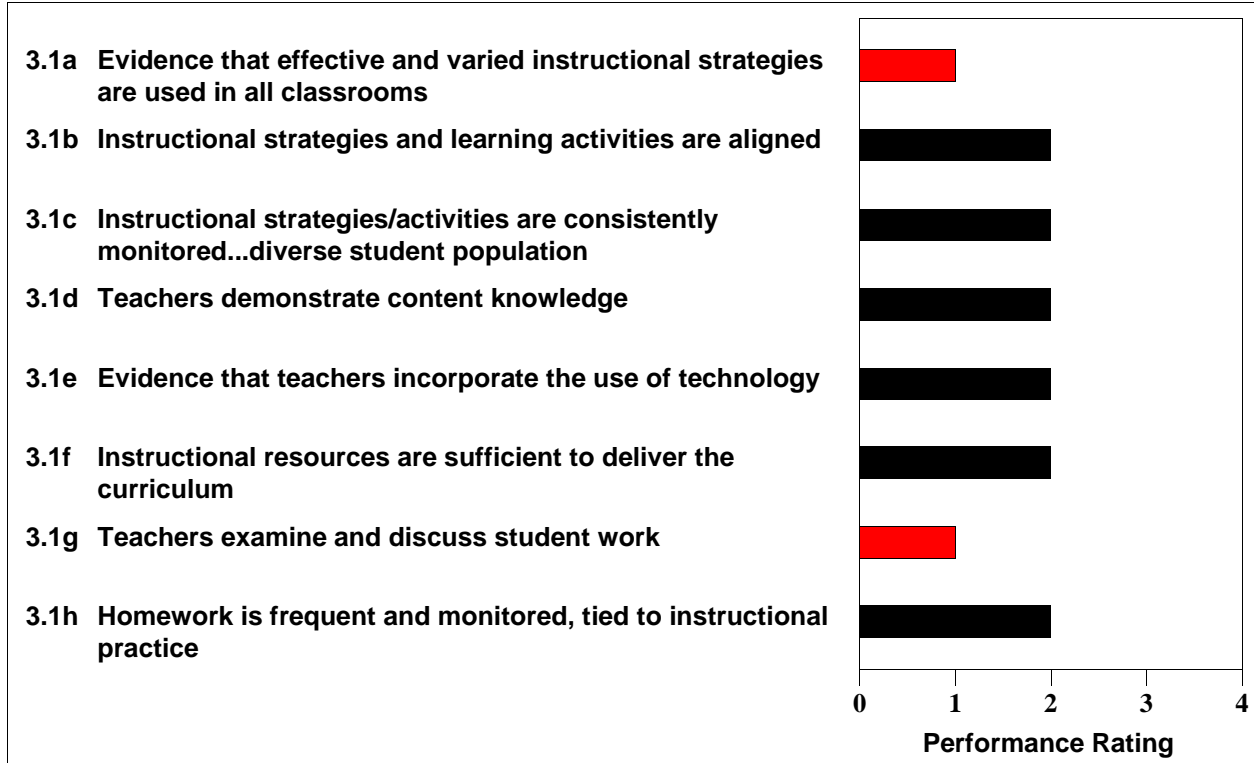 3.1a Evidence that effective and varied instructional strategies
are used in all classrooms
3.1b Instructional strategies and learning activities are aligned
3.1c Instructional strategies/activities are consistently
monitored...diverse student population
3.1d Teachers demonstrate content knowledge
3.1e Evidence that teachers incorporate the use of technology
3.1f Instructional resources are sufficient to deliver the
curriculum
3.1g Teachers examine and discuss student work
3.1h Homework is frequent and monitored, tied to instructional
practice
0 1 2 3 4
Performance Rating